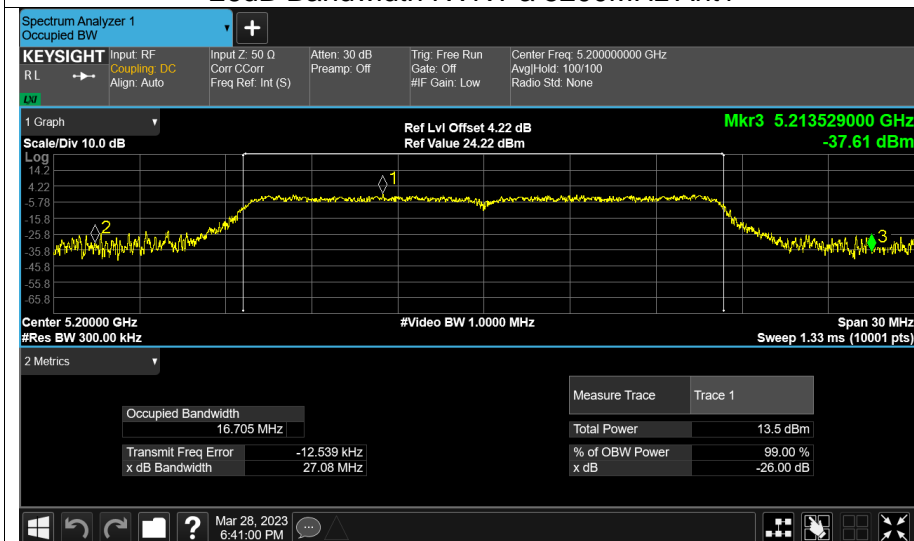 Spectrum Analyzer 1
Occupied BW
+
KEYSIGHT Input: RF Input Z: 50 Ω Atten: 30 dB Trig: Free Run Center Freq: 5.200000000 GHz
R L Coupling: DC Corr CCorr Preamp: Off Gate: Off Avg|Hold: 100/100
Align: Auto Freq Ref: Int (S) #IF Gain: Low Radio Std: None
LXI
1 Graph
Ref Lvl Offset 4.22 dB Mkr3 5.213529000 GHz
Scale/Div 10.0 dB Ref Value 24.22 dBm -37.61 dBm
Log
14.2
4.22
-5.78
-15.8
-25.8
-35.8
-45.8
-55.8
-65.8
1
2
3
Center 5.20000 GHz #Video BW 1.0000 MHz Span 30 MHz
#Res BW 300.00 kHz Sweep 1.33 ms (10001 pts)
2 Metrics
Measure Trace Trace 1
Occupied Bandwidth
16.705 MHz Total Power 13.5 dBm
Transmit Freq Error -12.539 kHz % of OBW Power 99.00 %
x dB Bandwidth 27.08 MHz x dB -26.00 dB
? Mar 28, 2023
6:41:00 PM